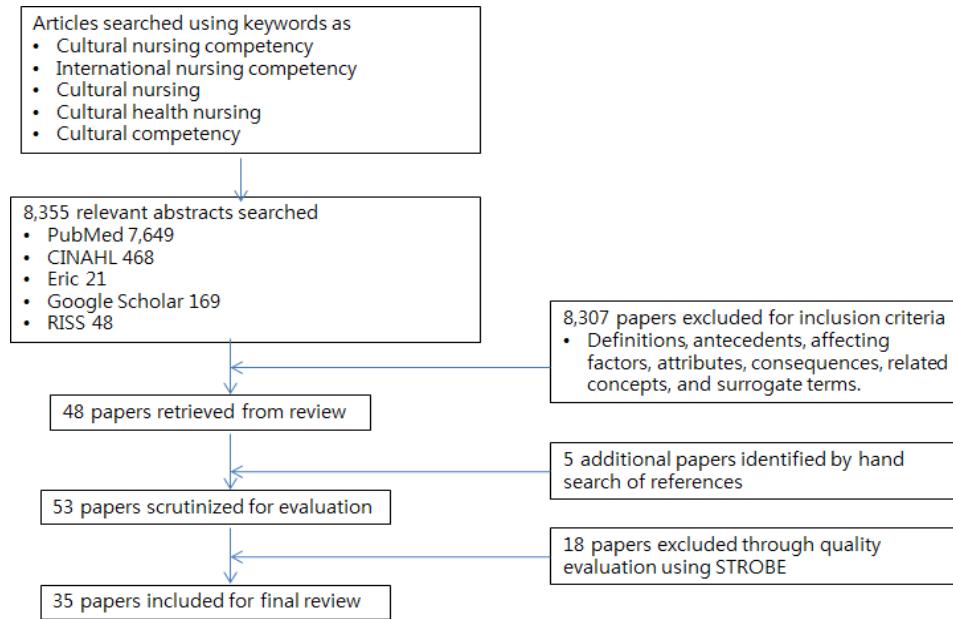 Articles searched using keywords as
• Cultural nursing competency
• International nursing competency
• Cultural nursing
• Cultural health nursing
• Cultural competency
8,355 relevant abstracts searched
• PubMed 7,649
• CINAHL 468
• Eric 21
• Google Scholar 169
• RISS 48
8,307 papers excluded for inclusion criteria
• Definitions, antecedents, affecting
factors, attributes, consequences, related
concepts, and surrogate terms.
48 papers retrieved from review
5 additional papers identified by hand
search of references
53 papers scrutinized for evaluation
18 papers excluded through quality
evaluation using STROBE
35 papers included for final review